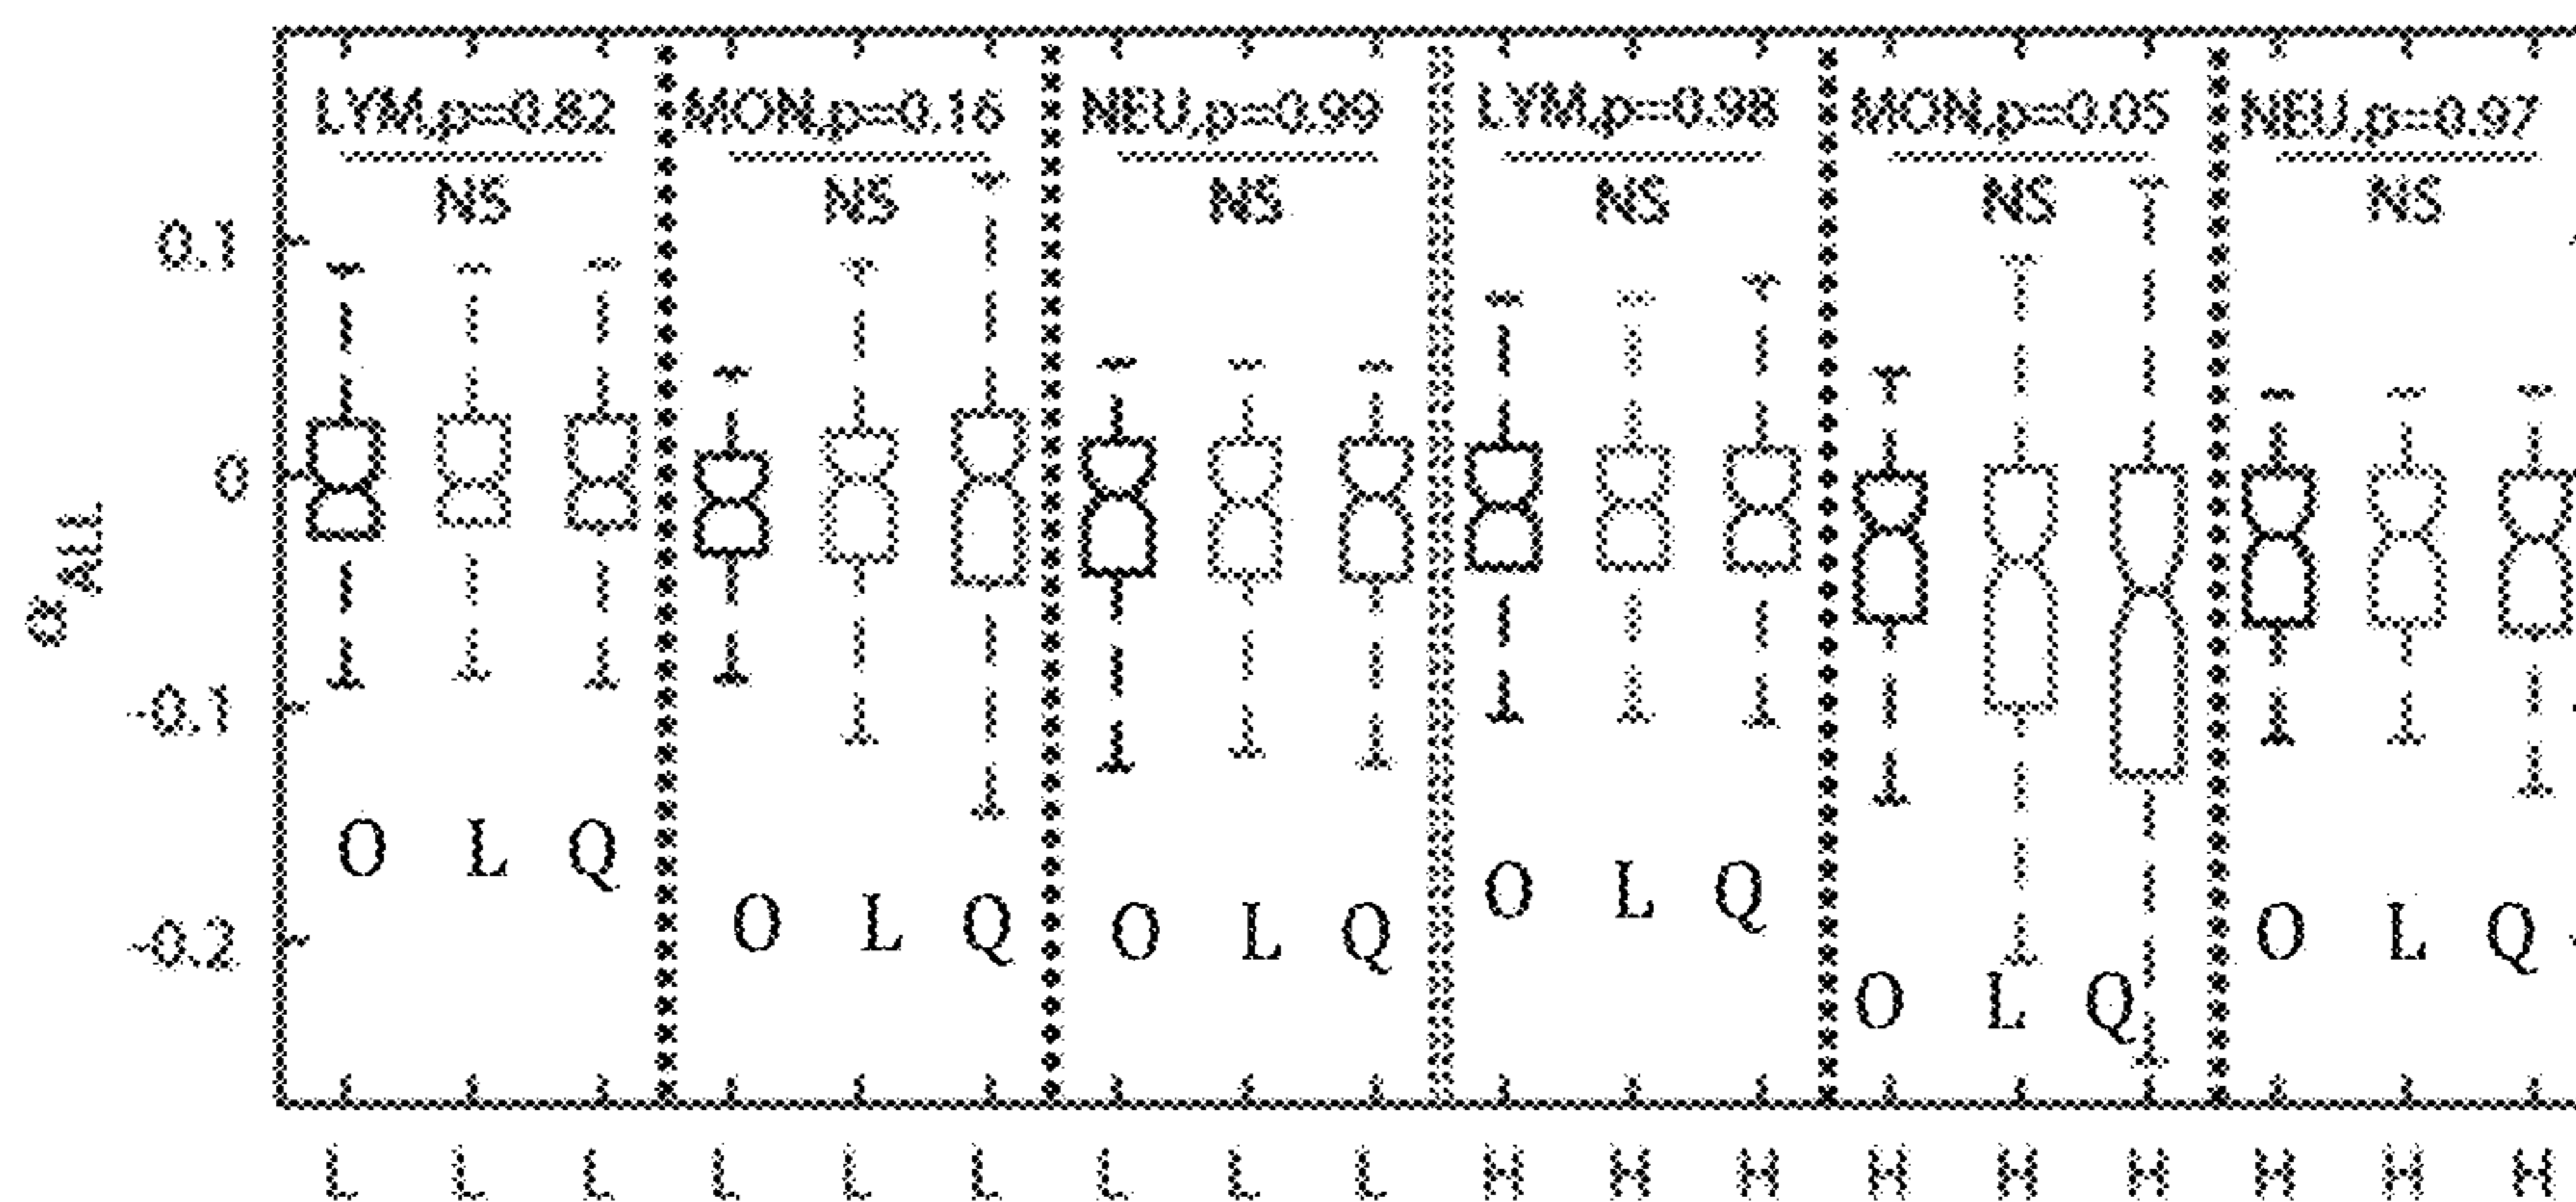 LYM,p=0.82 MON,p=0.16 NEU,p=0.99 LYM,p=0.98 MON,p=0.05 NEU,p=0.97
NS NS NS NS NS NS
0.1
0
αALL
-0.1
-0.2
O L Q O L Q O L Q O L Q O L Q O L Q
L L L L L L L L L H H H H H H H H H